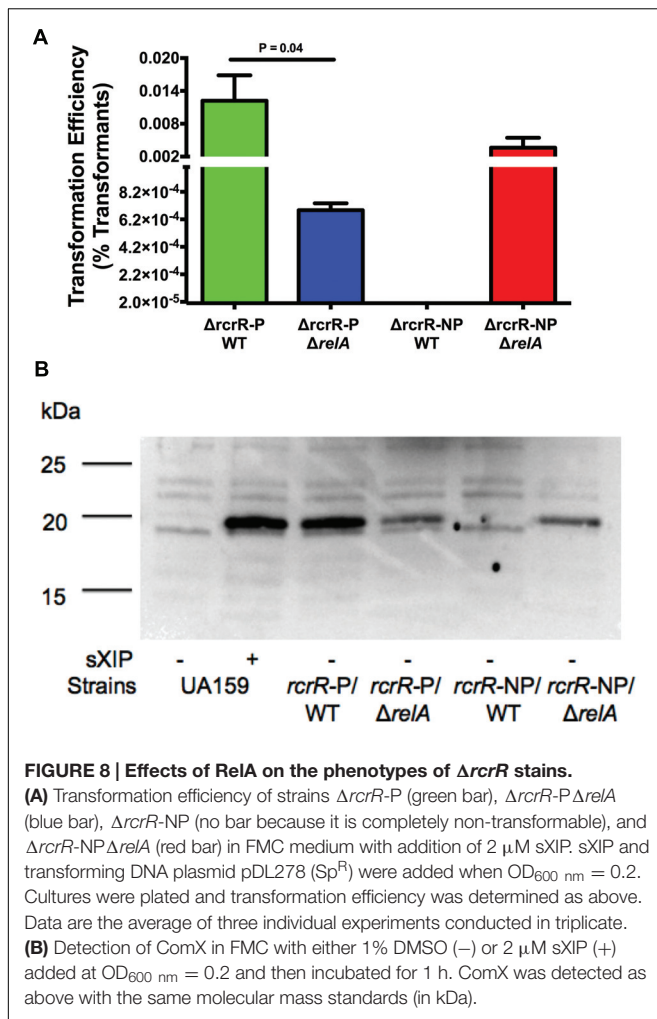 A
P = 0.04
Transformation Efficiency
(% Transformants)
0.020
0.014
0.008
0.002
8.2×10⁻⁴
6.2×10⁻⁴
4.2×10⁻⁴
2.2×10⁻⁴
2.0×10⁻⁵
ΔrcrR-P ΔrcrR-P ΔrcrR-NP ΔrcrR-NP
WT ΔrelA WT ΔrelA
B
kDa
25
20
15
sXIP - + - - - -
Strains UA159 rcrR-P/ rcrR-P/ rcrR-NP/ rcrR-NP/
WT ΔrelA WT ΔrelA
FIGURE 8 | Effects of RelA on the phenotypes of ΔrcrR stains.
(A) Transformation efficiency of strains ΔrcrR-P (green bar), ΔrcrR-PΔrelA
(blue bar), ΔrcrR-NP (no bar because it is completely non-transformable), and
ΔrcrR-NPΔrelA (red bar) in FMC medium with addition of 2 μM sXIP. sXIP and
transforming DNA plasmid pDL278 (Spᴿ) were added when OD₆₀₀ ₙₘ = 0.2.
Cultures were plated and transformation efficiency was determined as above.
Data are the average of three individual experiments conducted in triplicate.
(B) Detection of ComX in FMC with either 1% DMSO (−) or 2 μM sXIP (+)
added at OD₆₀₀ ₙₘ = 0.2 and then incubated for 1 h. ComX was detected as
above with the same molecular mass standards (in kDa).